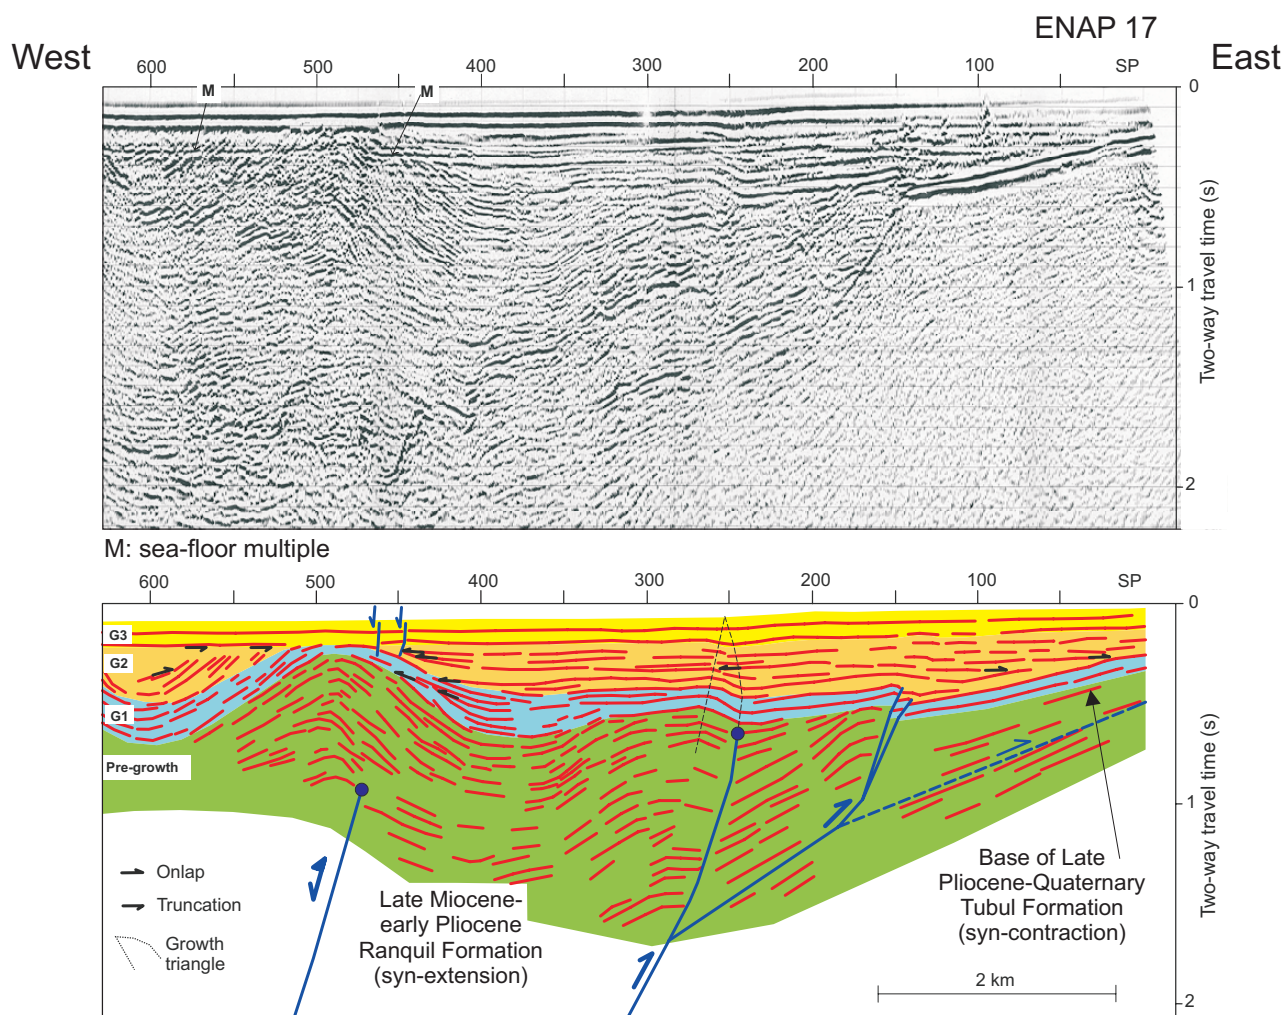 ENAP 17
West
East
600 500 400 300 200 100 SP
M
M
0
1
2
Two-way travel time (s)
M: sea-floor multiple
600 500 400 300 200 100 SP
0
1
2
Two-way travel time (s)
G3
G2
G1
Pre-growth
Onlap
Truncation
Growth
triangle
Late Miocene-
early Pliocene
Ranquil Formation
(syn-extension)
Base of Late
Pliocene-Quaternary
Tubul Formation
(syn-contraction)
2 km